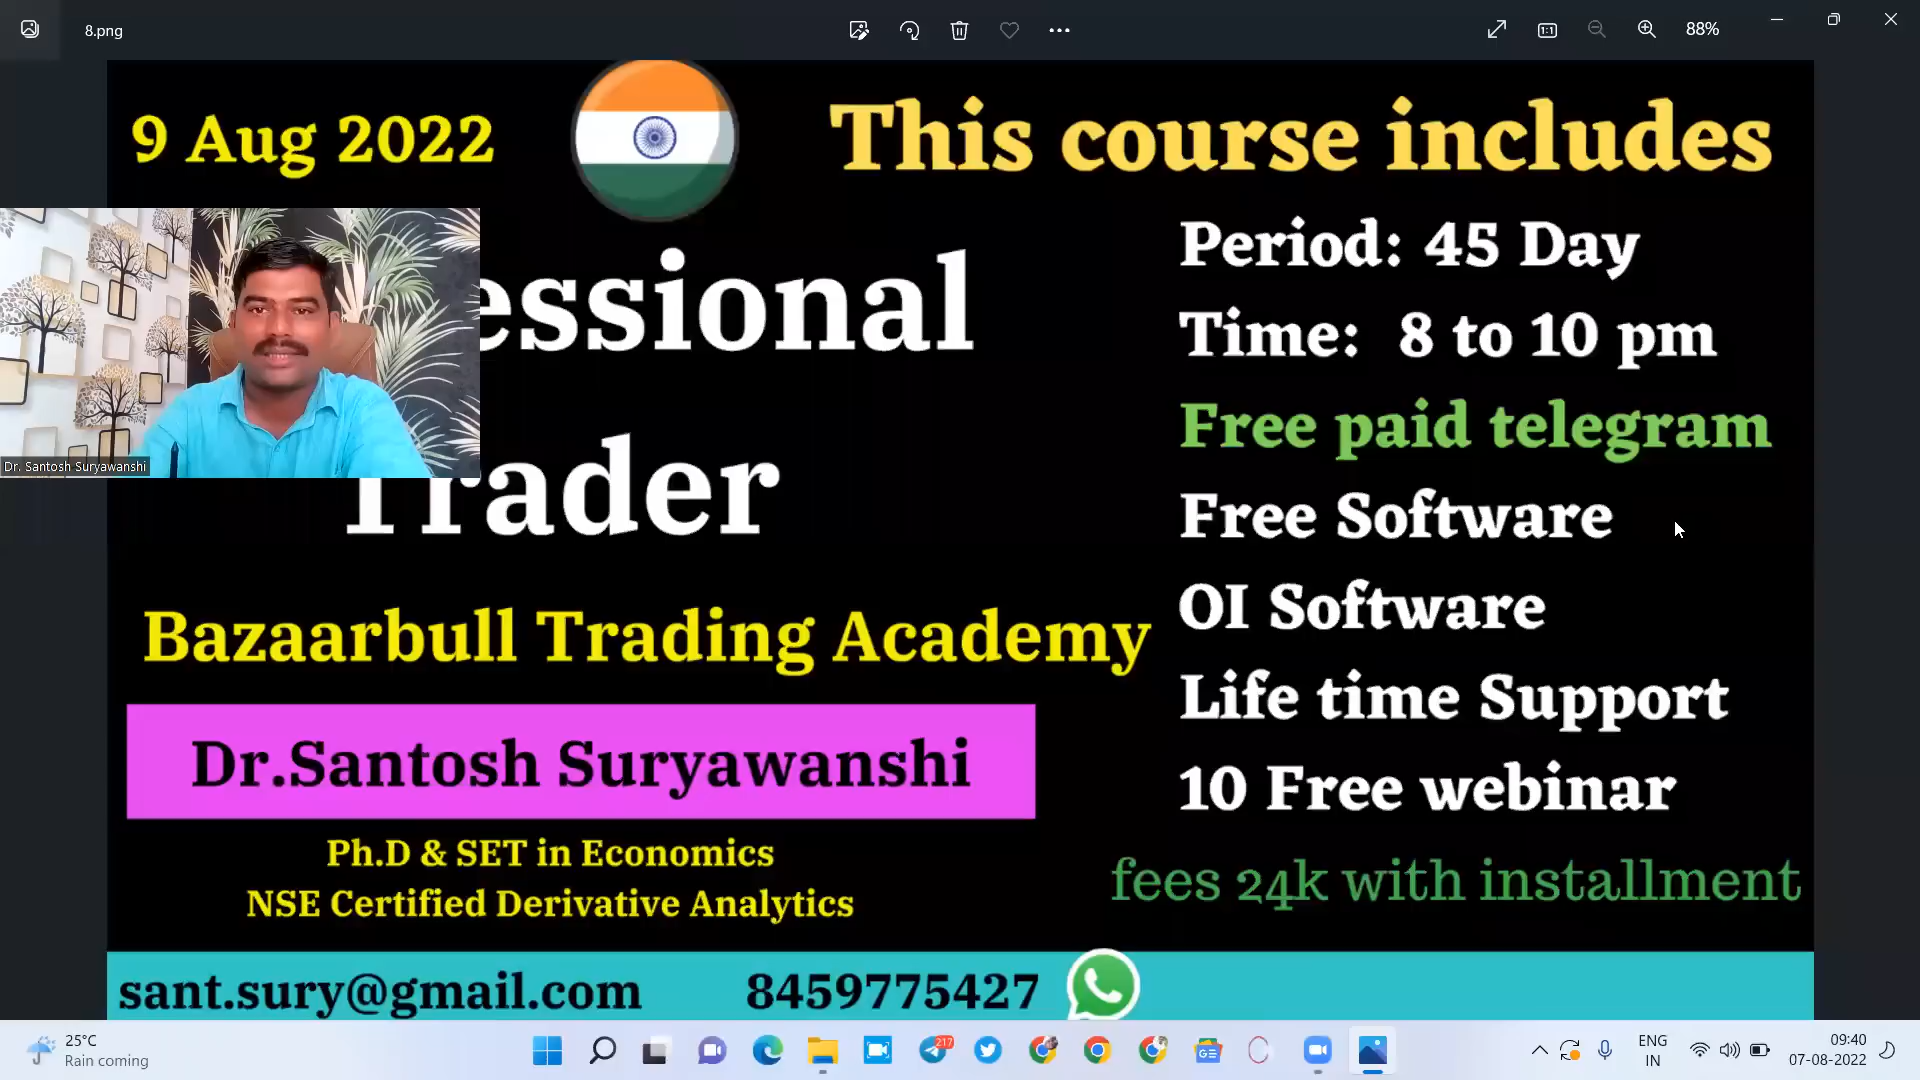 8.png
88%
9 Aug 2022
This course includes
essional
Trader
Dr. Santosh Suryawanshi
Period: 45 Day
Time: 8 to 10 pm
Free paid telegram
Free Software
OI Software
Life time Support
10 Free webinar
fees 24k with installment
Bazaarbull Trading Academy
Dr.Santosh Suryawanshi
Ph.D & SET in Economics
NSE Certified Derivative Analytics
sant.sury@gmail.com 8459775427
25°C
Rain coming
217
ENG
IN
09:40
07-08-2022